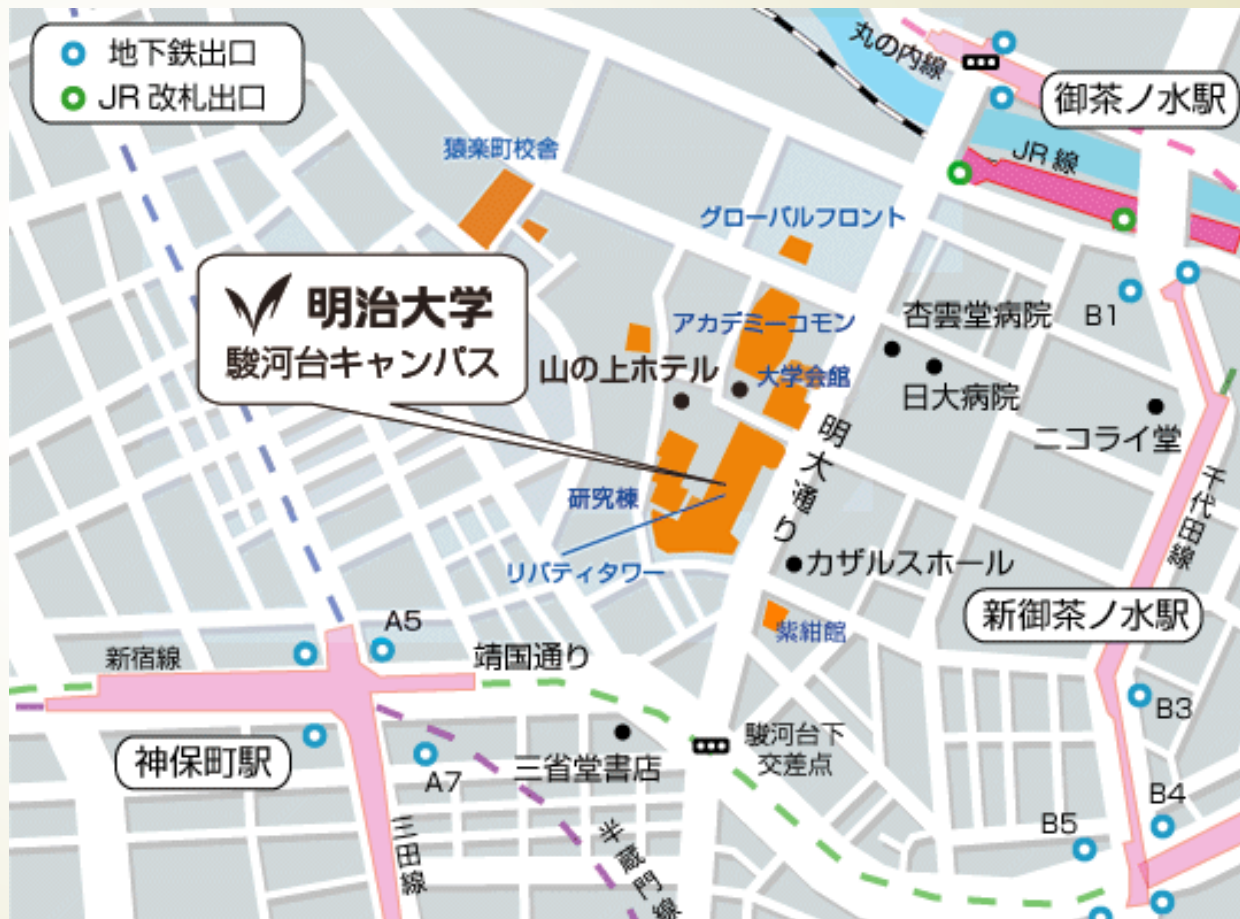 地下鉄出口
JR 改札出口
丸の内線
御茶ノ水駅
JR 線
猿楽町校舎
グローバルフロント
明治大学
駿河台キャンパス
アカデミーコモン
杏雲堂病院
B1
山の上ホテル
大学会館
日大病院
ニコライ堂
明大通り
千代田線
研究棟
リバティタワー
カザルスホール
新御茶ノ水駅
紫紺館
A5
新宿線
靖国通り
B3
神保町駅
A7
三省堂書店
駿河台下
交差点
三田線
半蔵門線
B5
B4